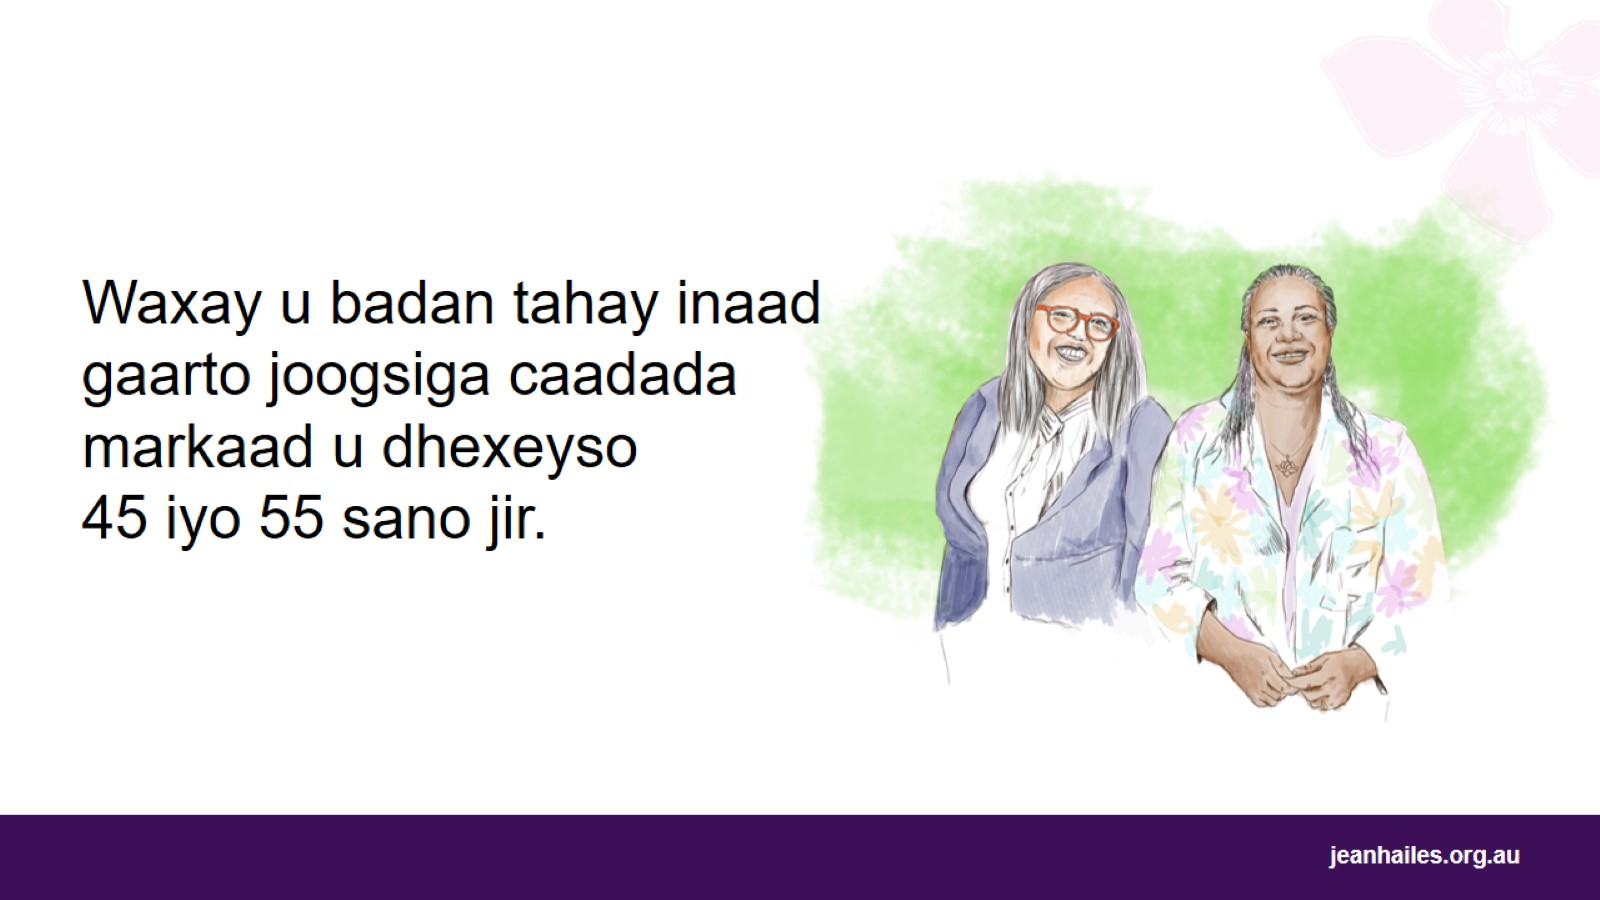 Waxay u badan tahay inaad
gaarto joogsiga caadada
markaad u dhexeyso
45 iyo 55 sano jir.
jeanhailes.org.au